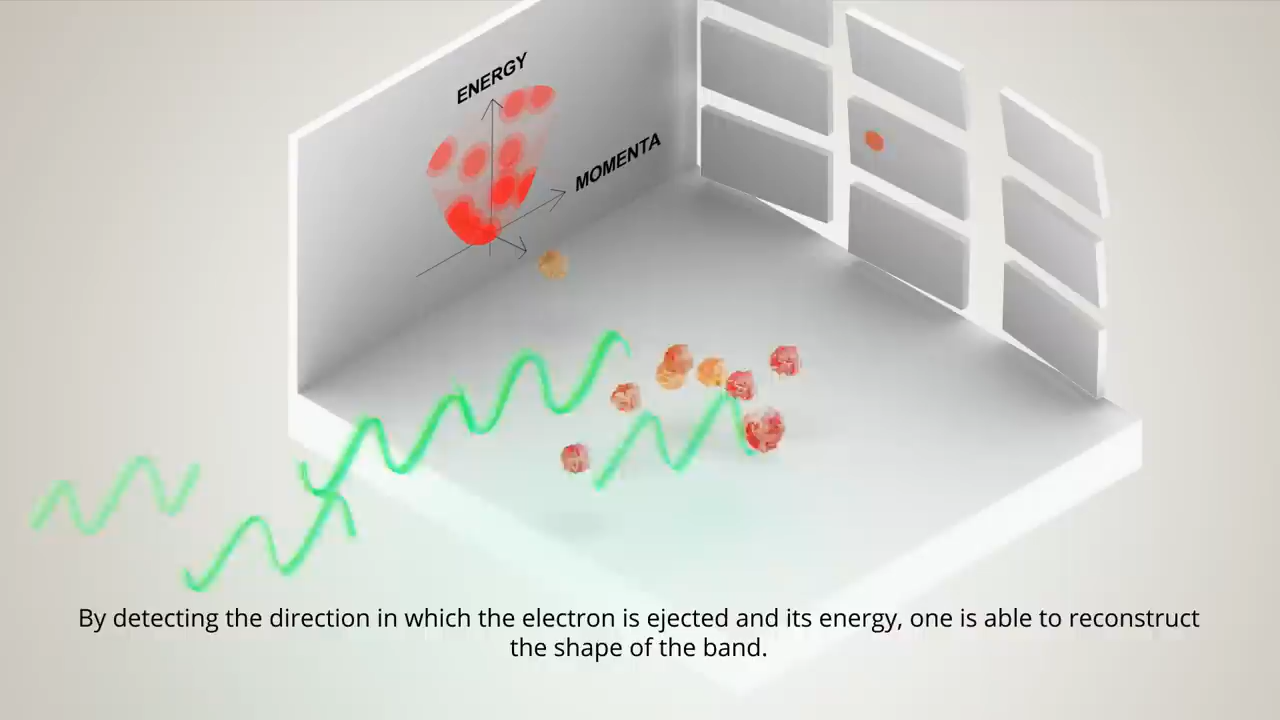 ENERGY
MOMENTA
By detecting the direction in which the electron is ejected and its energy, one is able to reconstruct
the shape of the band.